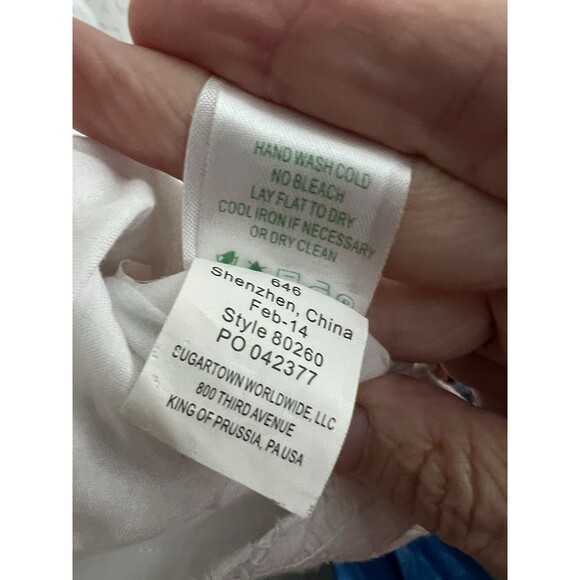 HAND WASH COLD
NO BLEACH
LAY FLAT TO DRY
COOL IRON IF NECESSARY
OR DRY CLEAN
646
Shenzhen, China
Feb-14
Style 80260
PO 042377
SUGARTOWN WORLDWIDE, LLC
800 THIRD AVENUE
KING OF PRUSSIA, PA USA